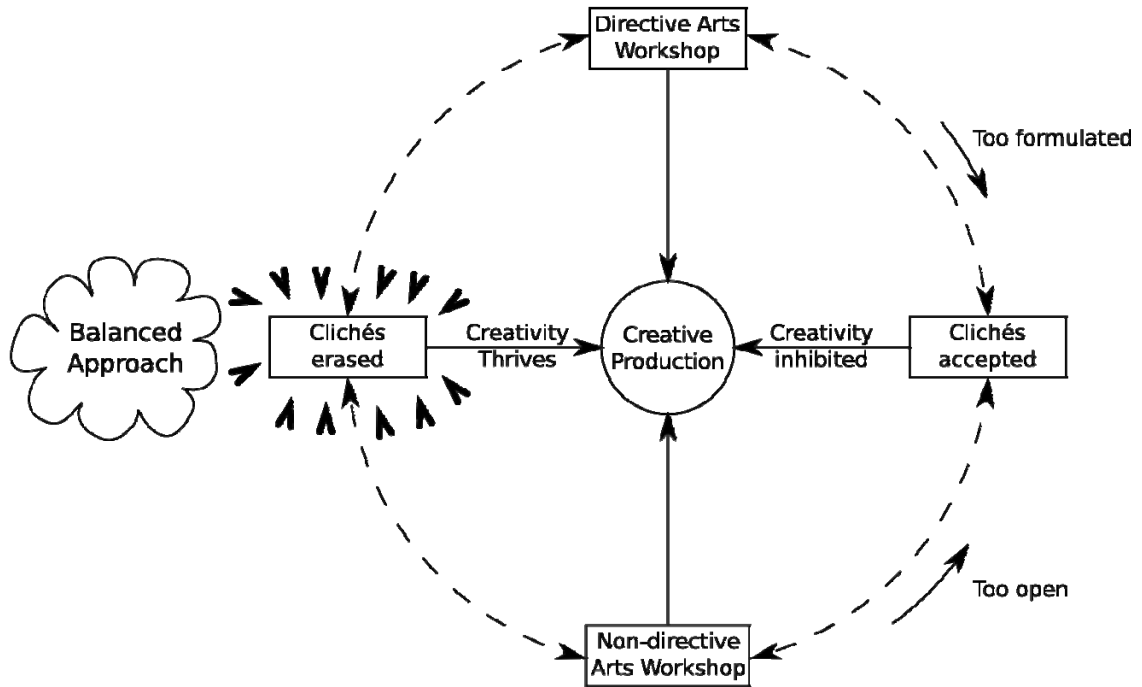 Directive Arts
Workshop
Too formulated
Balanced
Approach
Clichés
erased
Creativity
Thrives
Creative
Production
Creativity
inhibited
Clichés
accepted
Too open
Non-directive
Arts Workshop